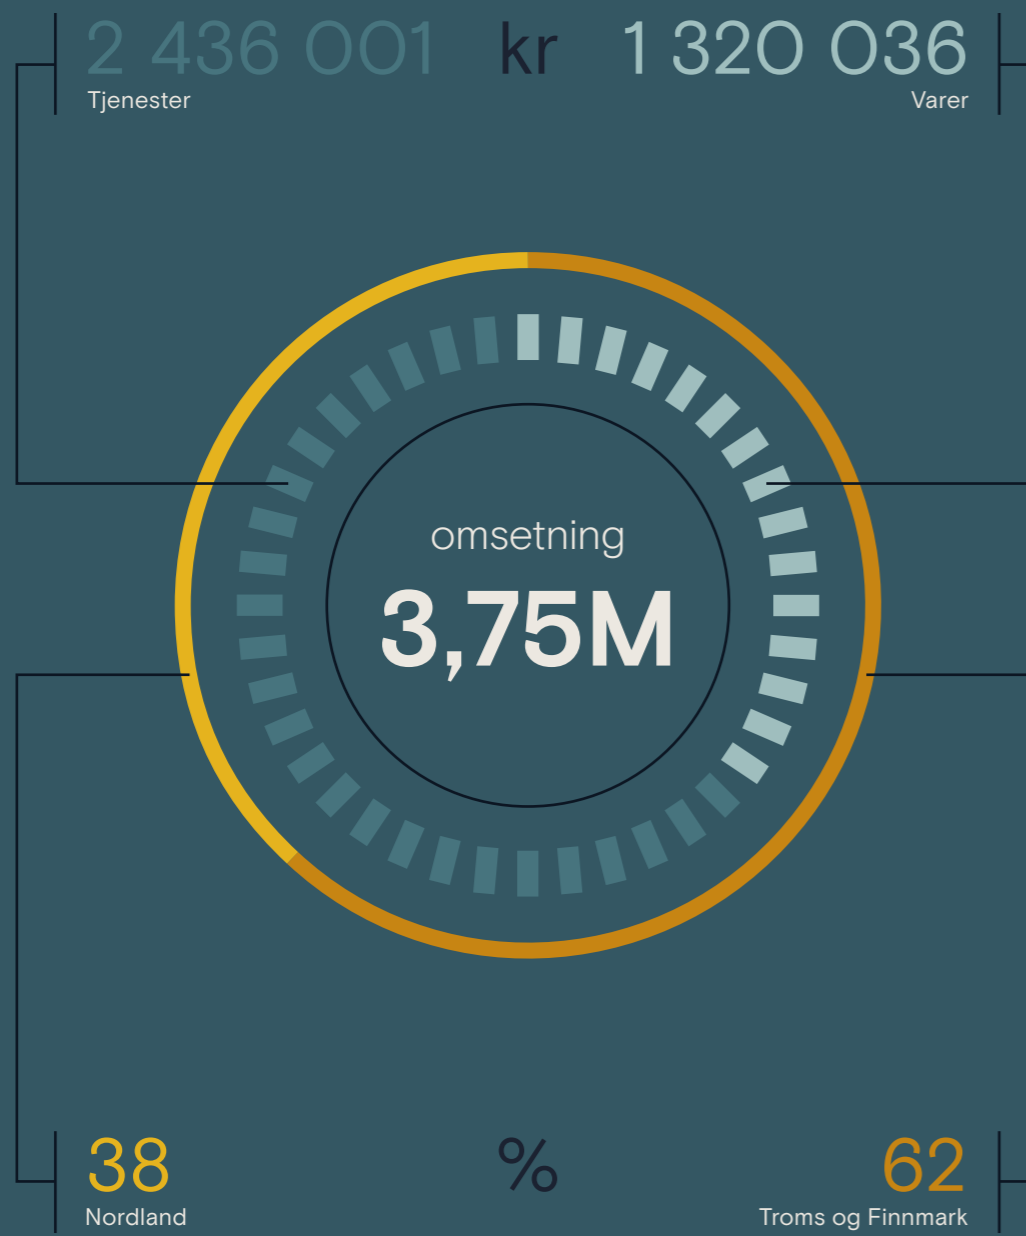 2 436 001 kr 1 320 036
Tjenester Varer
omsetning
3,75M
38 % 62
Nordland Troms og Finnmark